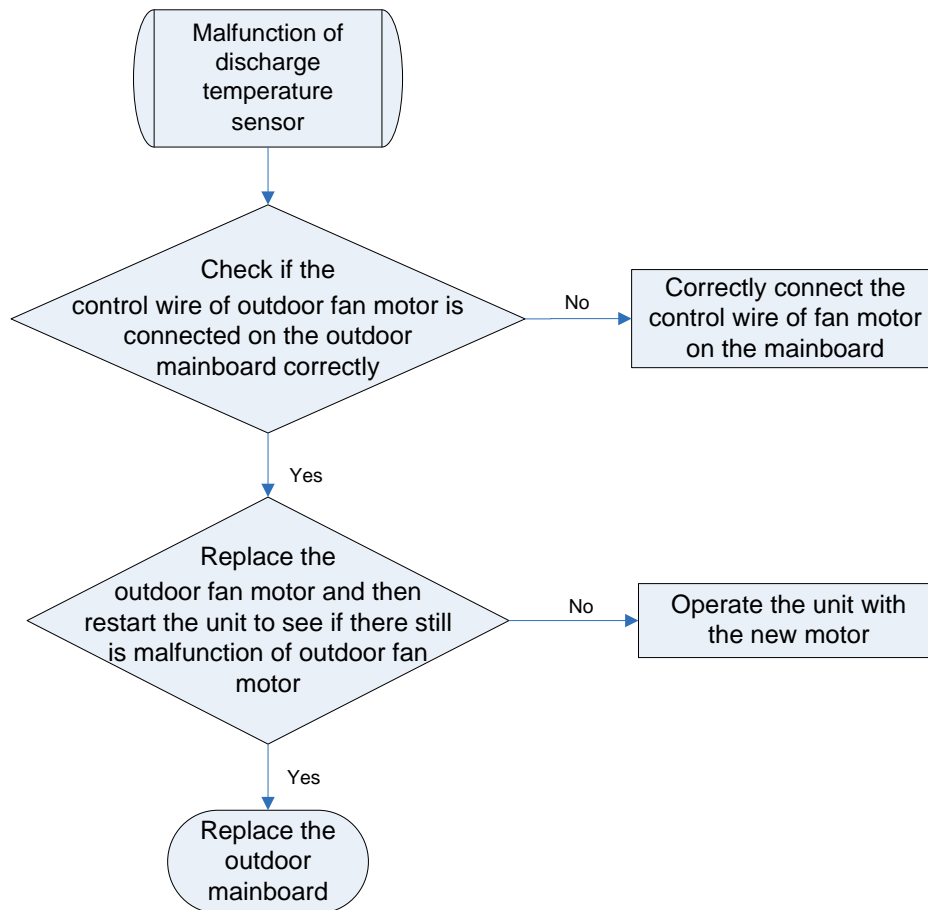 Malfunction of
discharge
temperature
sensor
Check if the
control wire of outdoor fan motor is
connected on the outdoor
mainboard correctly
No
Correctly connect the
control wire of fan motor
on the mainboard
Yes
Replace the
outdoor fan motor and then
restart the unit to see if there still
is malfunction of outdoor fan
motor
No
Operate the unit with
the new motor
Yes
Replace the
outdoor
mainboard